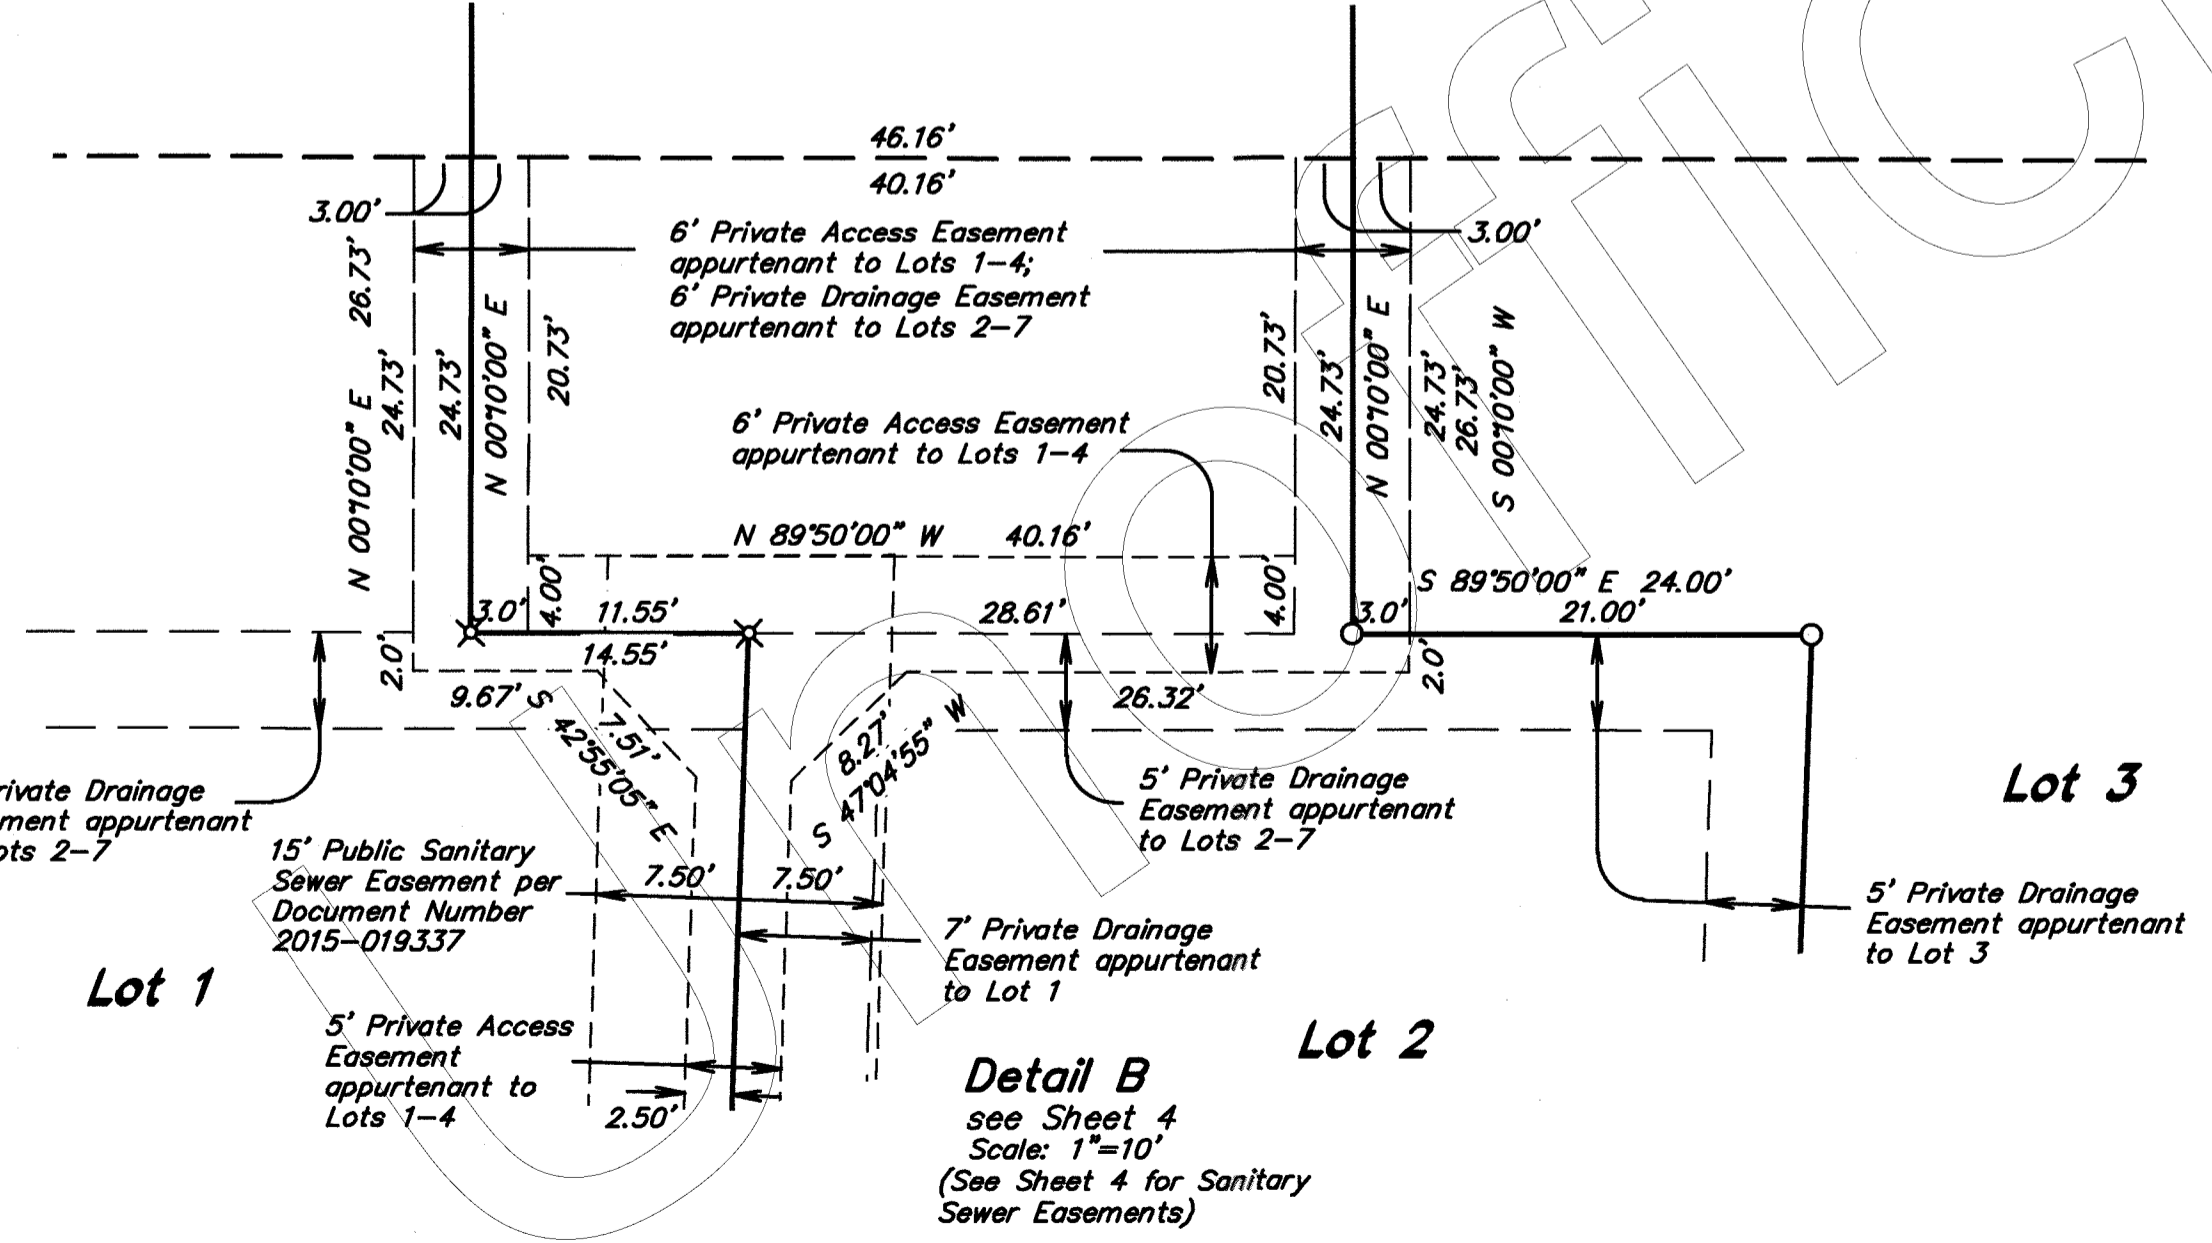 46.16'
40.16'
3.00'
3.00'
6' Private Access Easement
appurtenant to Lots 1-4;
6' Private Drainage Easement
appurtenant to Lots 2-7
N 00°10'00" E 26.73'
24.73'
24.73'
N 00°10'00" E
20.73'
20.73'
24.73'
N 00°10'00" E
24.73'
26.73'
S 00°10'00" W
6' Private Access Easement
appurtenant to Lots 1-4
N 89°50'00" W 40.16'
S 89°50'00" E 24.00'
3.0'
4.00'
11.55'
28.61'
4.00'
3.0'
21.00'
14.55'
2.0'
2.0'
9.67'
26.32'
S 42°55'05" E
7.51'
8.27'
S 47°04'55" W
rivate Drainage
ment appurtenant
ots 2-7
5' Private Drainage
Easement appurtenant
to Lots 2-7
Lot 3
15' Public Sanitary
Sewer Easement per
Document Number
2015-019337
7.50'
7.50'
5' Private Drainage
Easement appurtenant
to Lot 3
7' Private Drainage
Easement appurtenant
to Lot 1
Lot 1
5' Private Access
Easement
appurtenant to
Lots 1-4
2.50'
Lot 2
Detail B
see Sheet 4
Scale: 1"=10'
(See Sheet 4 for Sanitary
Sewer Easements)
Unoffic